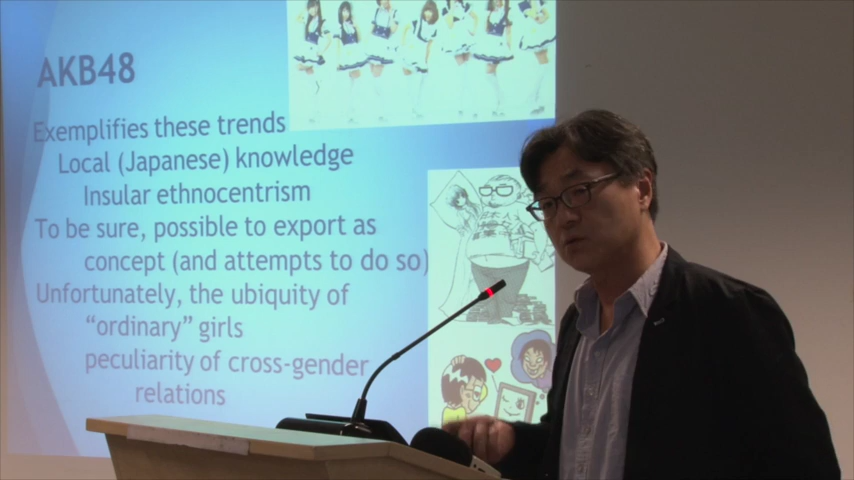 AKB48
Exemplifies these trends
Local (Japanese) knowledge
Insular ethnocentrism
To be sure, possible to export as
concept (and attempts to do so)
Unfortunately, the ubiquity of
“ordinary” girls
peculiarity of cross-gender
relations